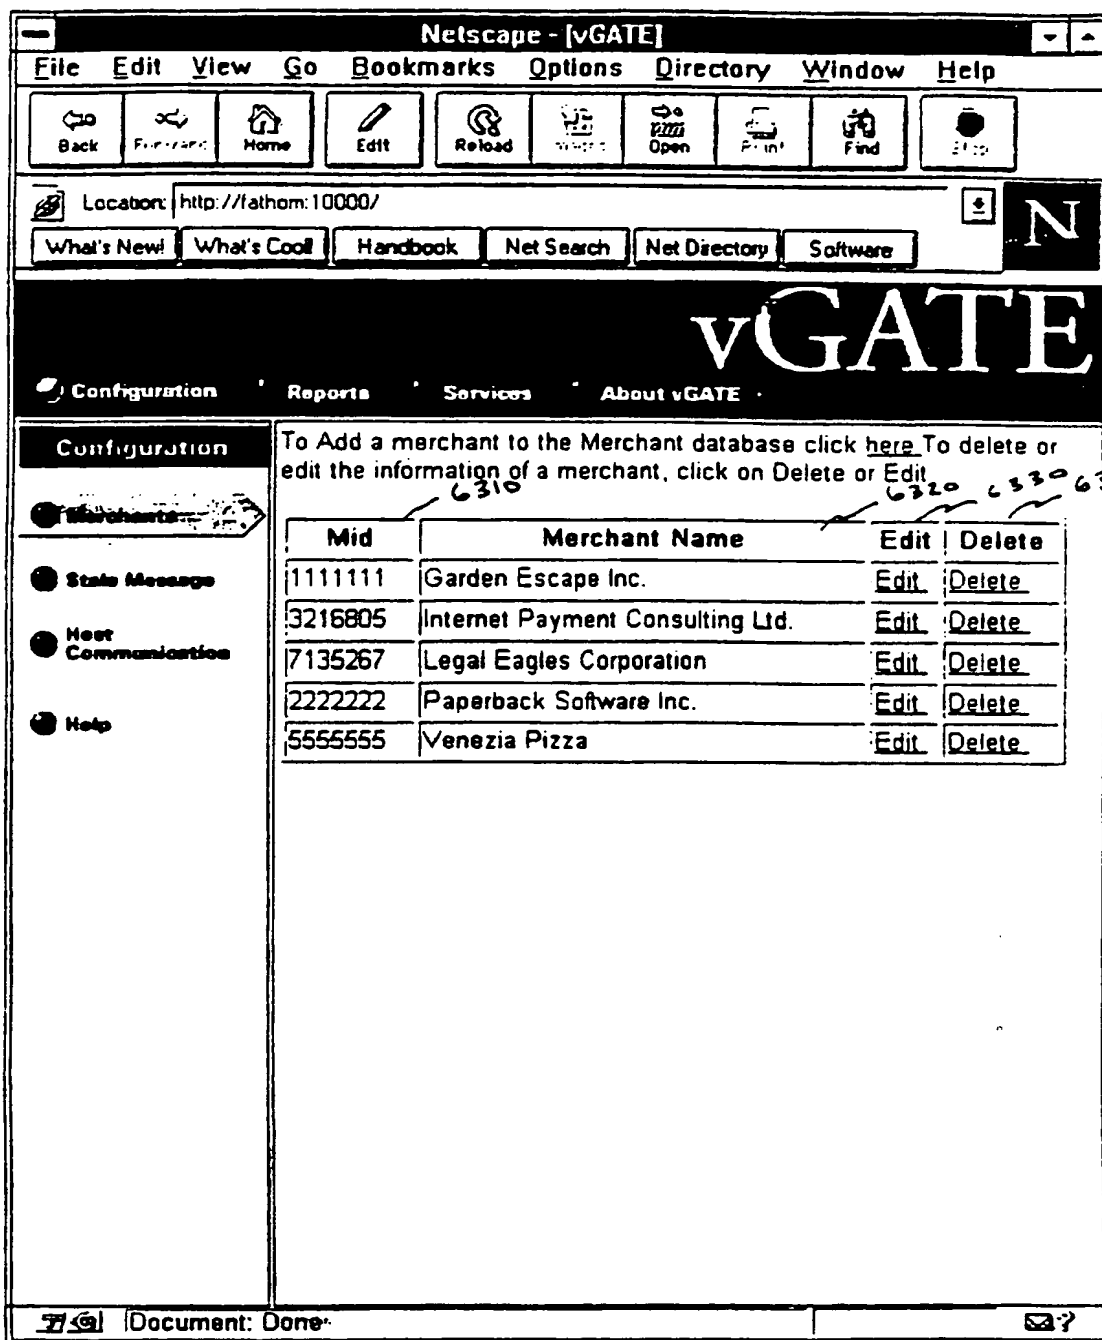 Netscape - [vGATE]
File Edit View Go Bookmarks Options Directory Window Help
Back Forward Home Edit Reload Open Print Find Stop
Location: http://fathom:10000/
N
What's New! What's Cool! Handbook Net Search Net Directory Software
vGATE
Configuration Reports Services About vGATE
Configuration
Merchants
Stale Message
Host
Communication
Help
To Add a merchant to the Merchant database click here To delete or
edit the information of a merchant, click on Delete or Edit
6310 6320 6330
Mid Merchant Name Edit Delete
1111111 Garden Escape Inc. Edit Delete
3216805 Internet Payment Consulting Ltd. Edit Delete
7135267 Legal Eagles Corporation Edit Delete
2222222 Paperback Software Inc. Edit Delete
5555555 Venezia Pizza Edit Delete
Document: Done